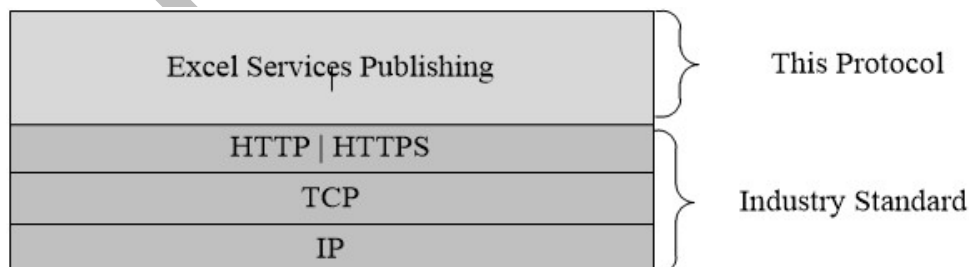 Excel Services Publishing
This Protocol
HTTP | HTTPS
TCP
Industry Standard
IP